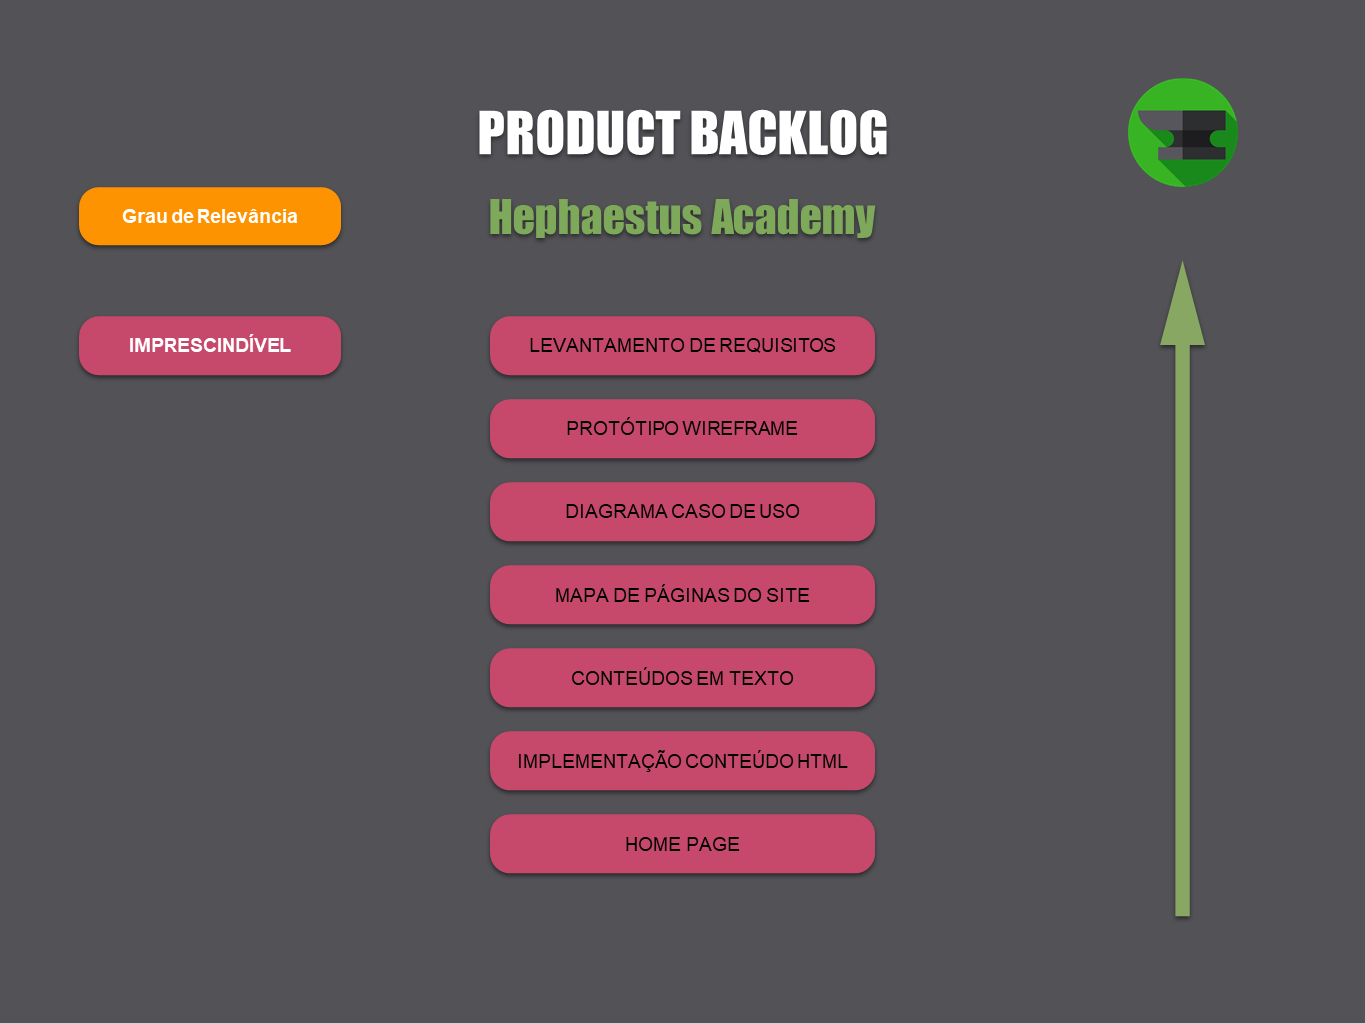 PRODUCT BACKLOG
Hephaestus Academy
Grau de Relevância
IMPRESCINDÍVEL
LEVANTAMENTO DE REQUISITOS
PROTÓTIPO WIREFRAME
DIAGRAMA CASO DE USO
MAPA DE PÁGINAS DO SITE
CONTEÚDOS EM TEXTO
IMPLEMENTAÇÃO CONTEÚDO HTML
HOME PAGE